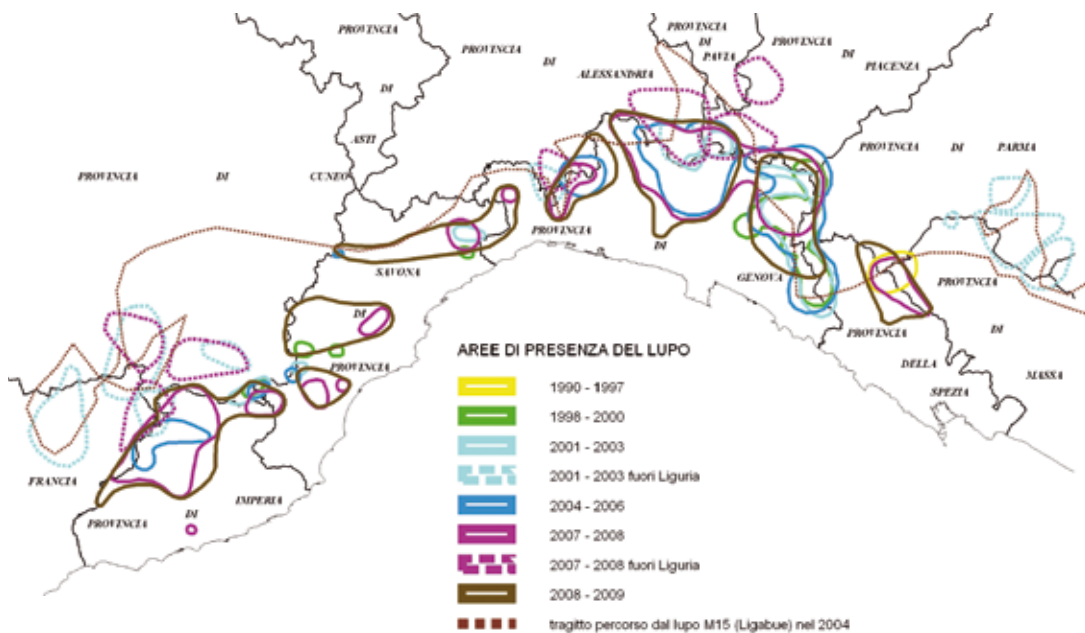 PROVINCIA
DI
ASTI
PROVINCIA
DI
ALESSANDRIA
PROVINCIA
DI
PAVIA
PROVINCIA
DI
PIACENZA
PROVINCIA
DI
PARMA
PROVINCIA
DI
CUNEO
PROVINCIA
DI
GENOVA
SAVONA
DI
PROVINCIA
PROVINCIA
DI
MASSA
PROVINCIA
DELLA
SPEZIA
FRANCIA
PROVINCIA
DI
IMPERIA
AREE DI PRESENZA DEL LUPO
1990 - 1997
1998 - 2000
2001 - 2003
2001 - 2003 fuori Liguria
2004 - 2006
2007 - 2008
2007 - 2008 fuori Liguria
2008 - 2009
tragitto percorso dal lupo M15 (Ligabue) nel 2004